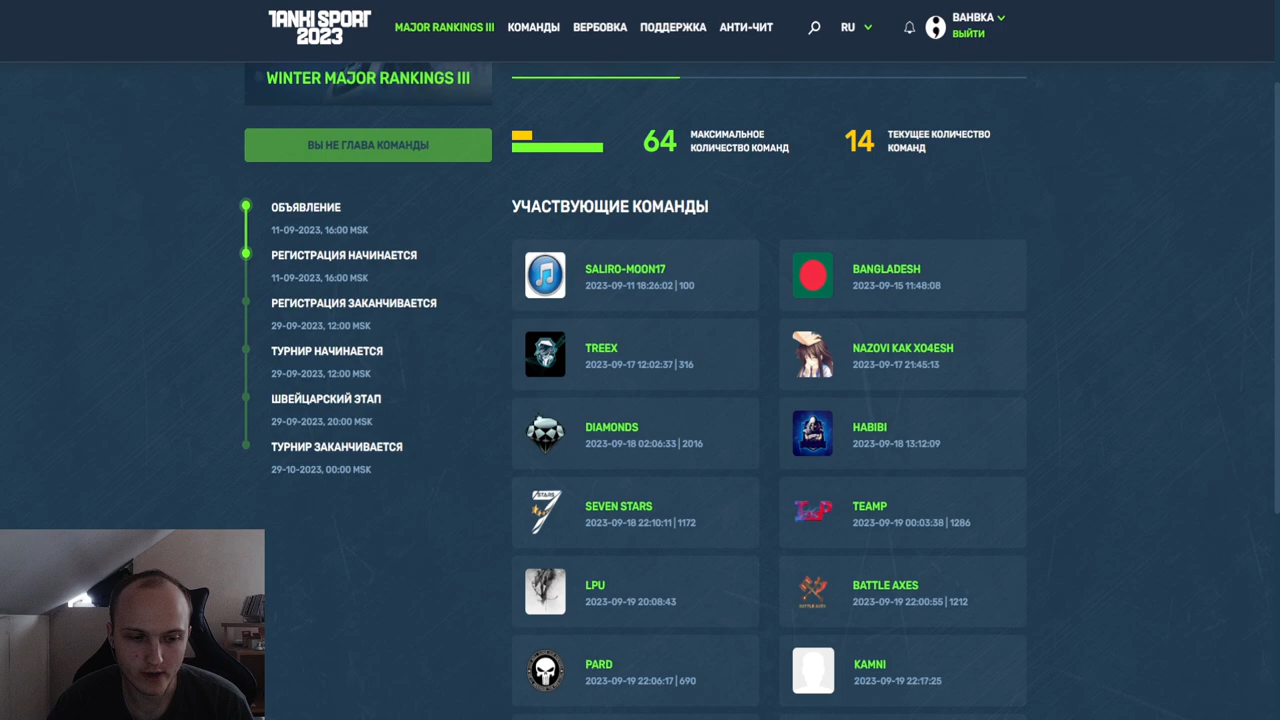 TANKI SPORT
2023
MAJOR RANKINGS III
КОМАНДЫ
ВЕРБОВКА
ПОДДЕРЖКА
АНТИ-ЧИТ
RU
ВАНВКА
ВЫЙТИ
WINTER MAJOR RANKINGS III
ВЫ НЕ ГЛАВА КОМАНДЫ
64
МАКСИМАЛЬНОЕ
КОЛИЧЕСТВО КОМАНД
14
ТЕКУЩЕЕ КОЛИЧЕСТВО
КОМАНД
ОБЪЯВЛЕНИЕ
11-09-2023, 16:00 MSK
РЕГИСТРАЦИЯ НАЧИНАЕТСЯ
11-09-2023, 16:00 MSK
РЕГИСТРАЦИЯ ЗАКАНЧИВАЕТСЯ
29-09-2023, 12:00 MSK
ТУРНИР НАЧИНАЕТСЯ
29-09-2023, 12:00 MSK
ШВЕЙЦАРСКИЙ ЭТАП
29-09-2023, 20:00 MSK
ТУРНИР ЗАКАНЧИВАЕТСЯ
29-10-2023, 00:00 MSK
УЧАСТВУЮЩИЕ КОМАНДЫ
SALIRO-MOON17
2023-09-11 18:26:02 | 100
BANGLADESH
2023-09-15 11:48:08
TREEX
2023-09-17 12:02:37 | 316
NAZOVI KAK XO4ESH
2023-09-17 21:45:13
DIAMONDS
2023-09-18 02:06:33 | 2016
HABIBI
2023-09-18 13:12:09
7 STARS
SEVEN STARS
2023-09-18 22:10:11 | 1172
TEAMP
2023-09-19 00:03:38 | 1286
LPU
2023-09-19 20:08:43
BATTLE AXES
BATTLE AXES
2023-09-19 22:00:55 | 1212
PARD
2023-09-19 22:06:17 | 690
KAMNI
2023-09-19 22:17:25